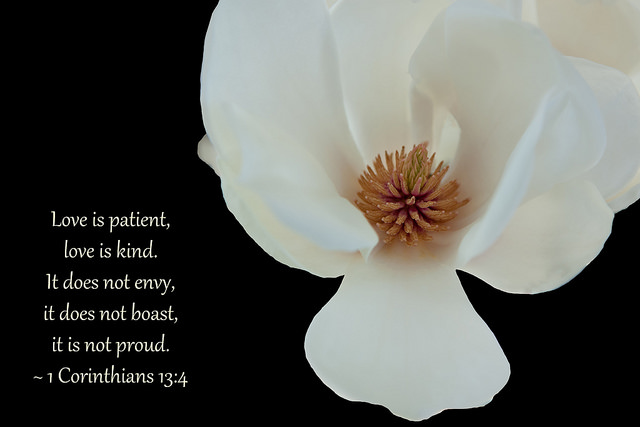 Love is patient,
love is kind.
It does not envy,
it does not boast,
it is not proud.
~ 1 Corinthians 13:4